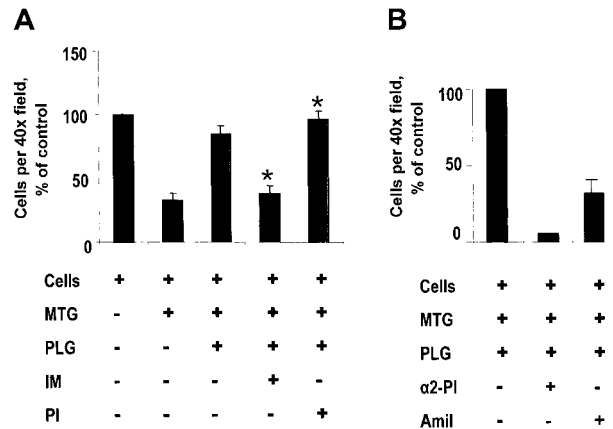 A
Cells per 40x field,
% of control
150
100
50
0
* *
Cells + + + + +
MTG - + + + +
PLG - - + + +
IM - - - + -
PI - - - - +
B
Cells per 40x field,
% of control
100
50
0
Cells + + +
MTG + + +
PLG + + +
α2-PI - + -
Amil - - +